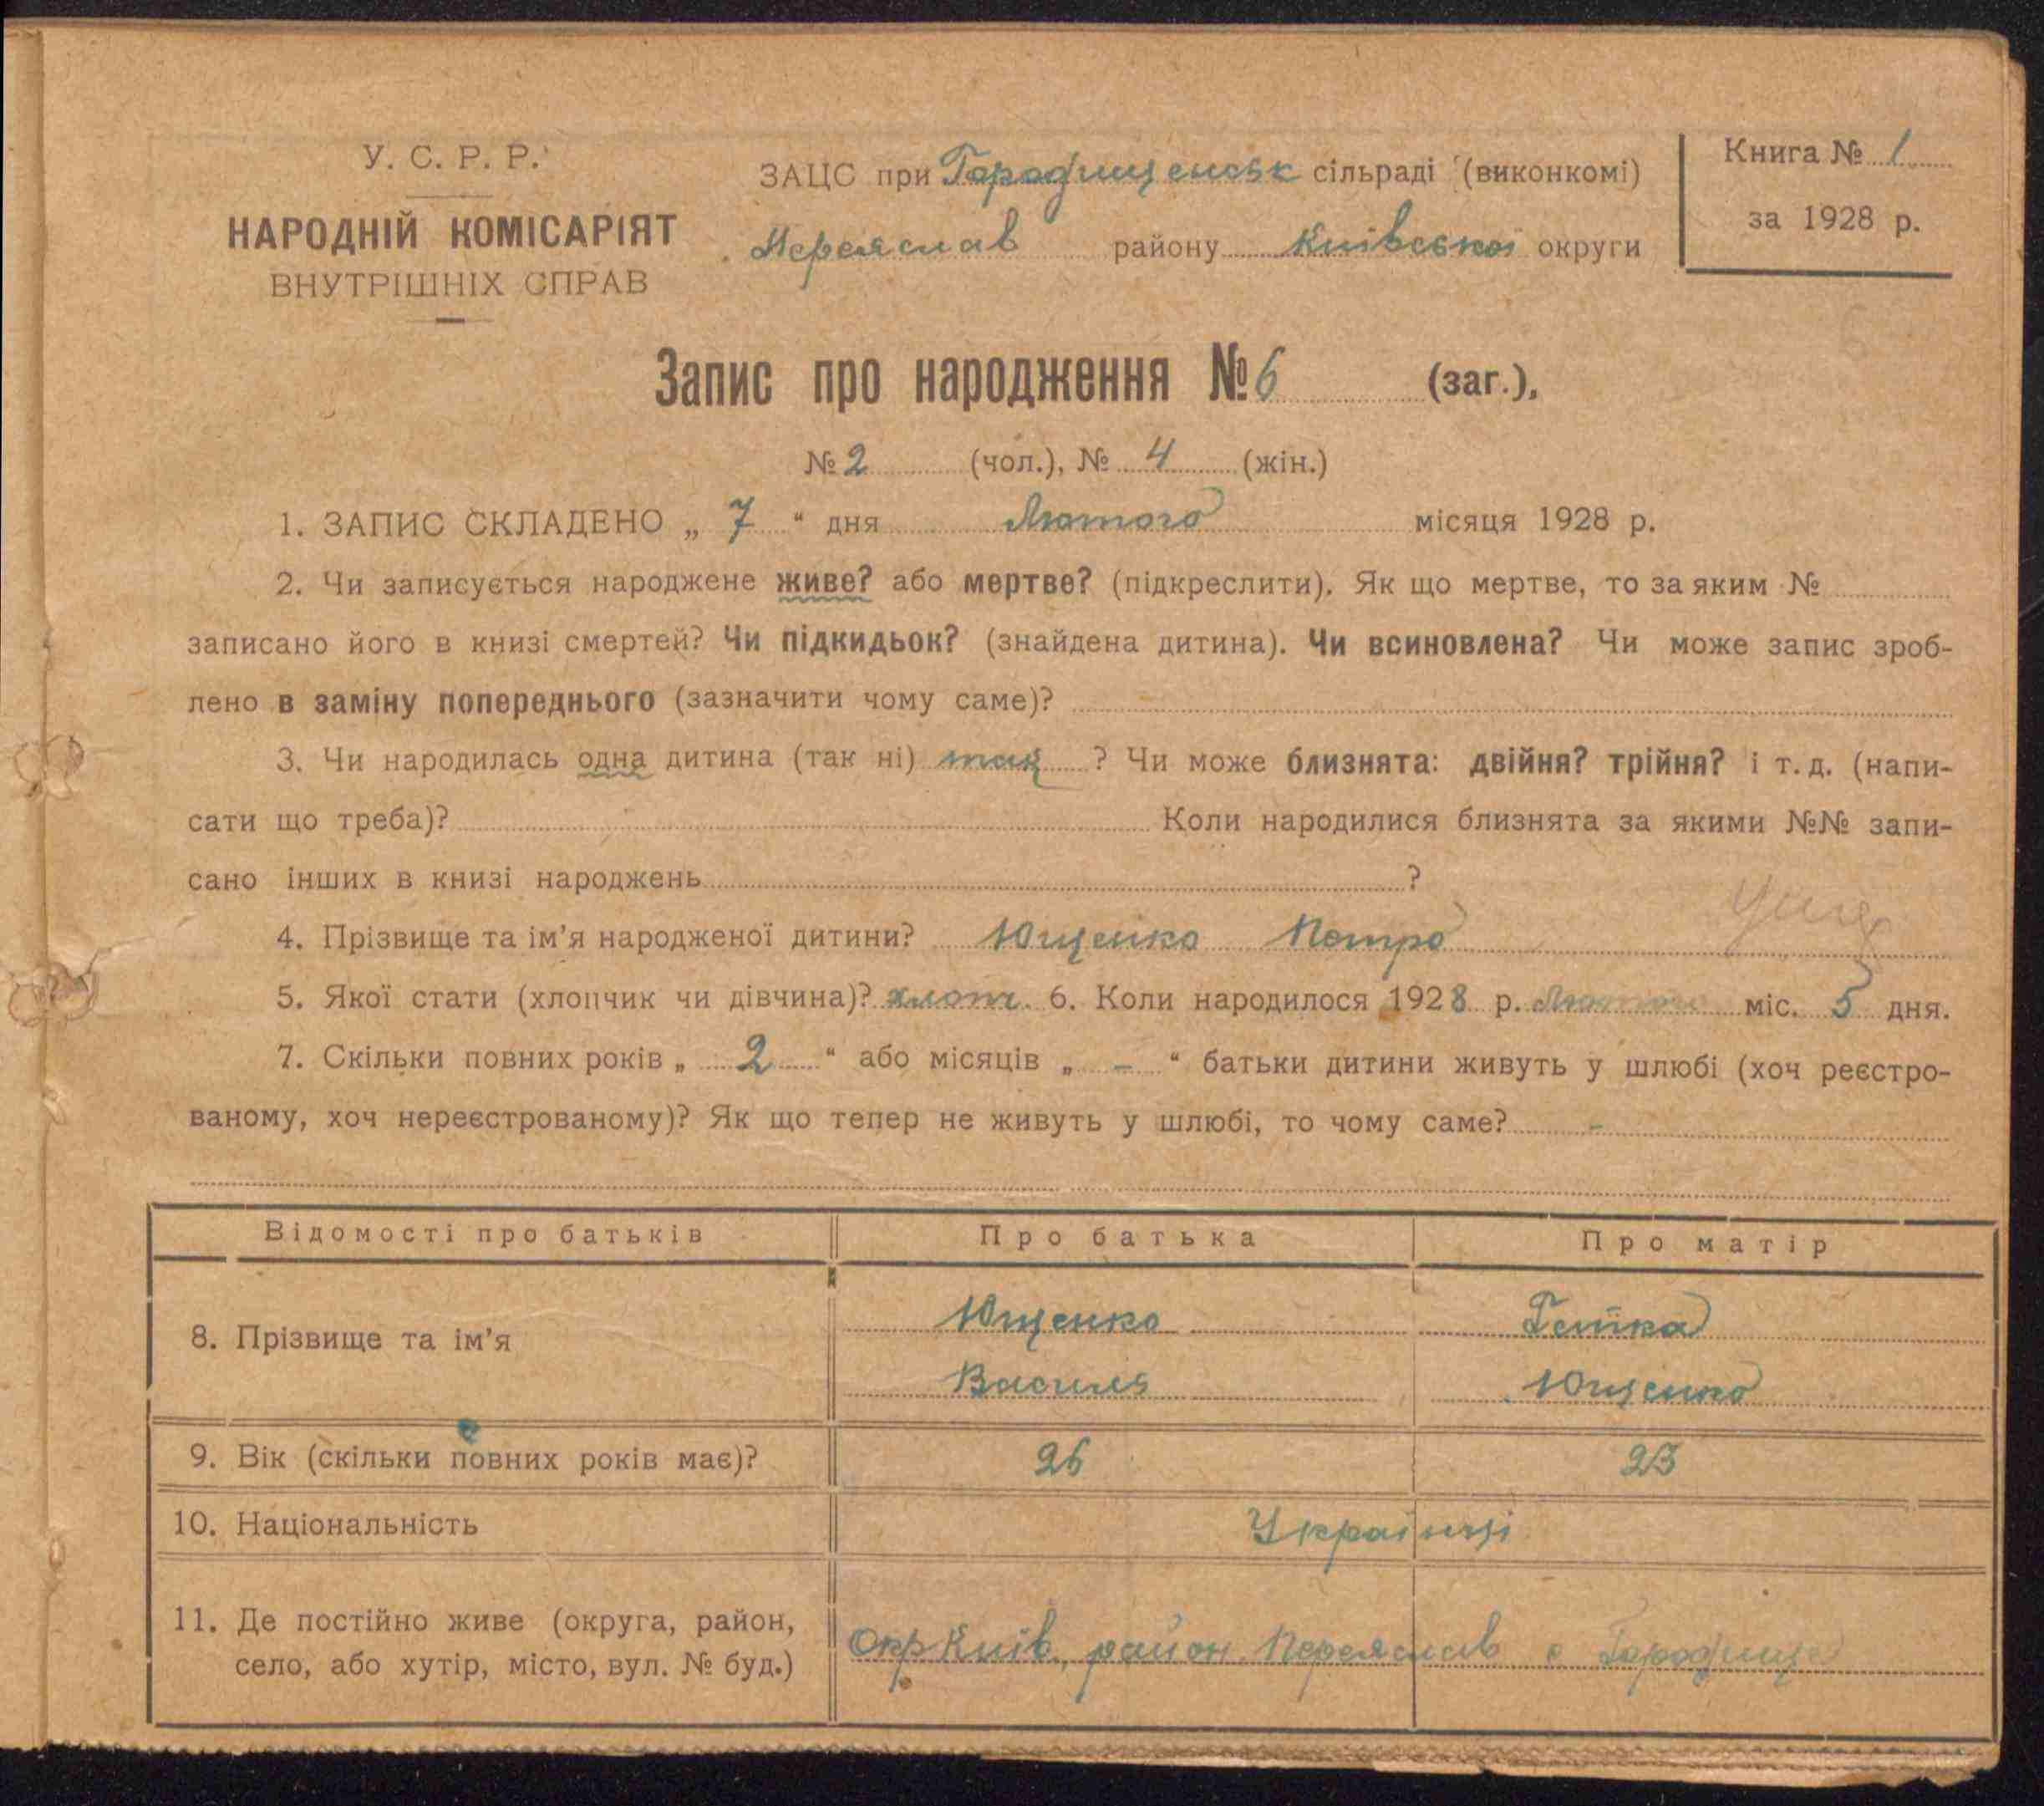 У. С. Р. Р.
НАРОДНІЙ КОМІСАРІЯТ
ВНУТРІШНІХ СПРАВ
ЗАЦС при Городищенськ сільраді (виконкомі)
Переяслав району Київської округи
Книга № 1
за 1928 р.
Запис про народження № 6 (заг.),
№ 2 (чол.), № 4 (жін.)
1. ЗАПИС СКЛАДЕНО „ 7 “ дня Лютого місяця 1928 р.
2. Чи записується народжене живе? або мертве? (підкреслити). Як що мертве, то за яким №
записано його в книзі смертей? Чи підкидьок? (знайдена дитина). Чи всиновлена? Чи може запис зроб-
лено в заміну попереднього (зазначити чому саме)?
3. Чи народилась одна дитина (так ні) так ? Чи може близнята: двійня? трійня? і т. д. (напи-
сати що треба)? Коли народилися близнята за якими №№ запи-
сано інших в книзі народжень ?
4. Прізвище та ім’я народженої дитини? Ющенко Петро
5. Якої стати (хлопчик чи дівчина)? хлопч. 6. Коли народилося 1928 р. Лютого міс. 5 дня.
7. Скільки повних років „ 2 “ або місяців „ – “ батьки дитини живуть у шлюбі (хоч реєстро-
ваному, хоч нереєстрованому)? Як що тепер не живуть у шлюбі, то чому саме? –
Відомості про батьків Про батька Про матір
8. Прізвище та ім’я
Ющенко
Василь Ющенко
9. Вік (скільки повних років має)? 26 23
10. Національність Українці
11. Де постійно живе (округа, район,
село, або хутір, місто, вул. № буд.)
Окр Київ., район Переяслав с Городище